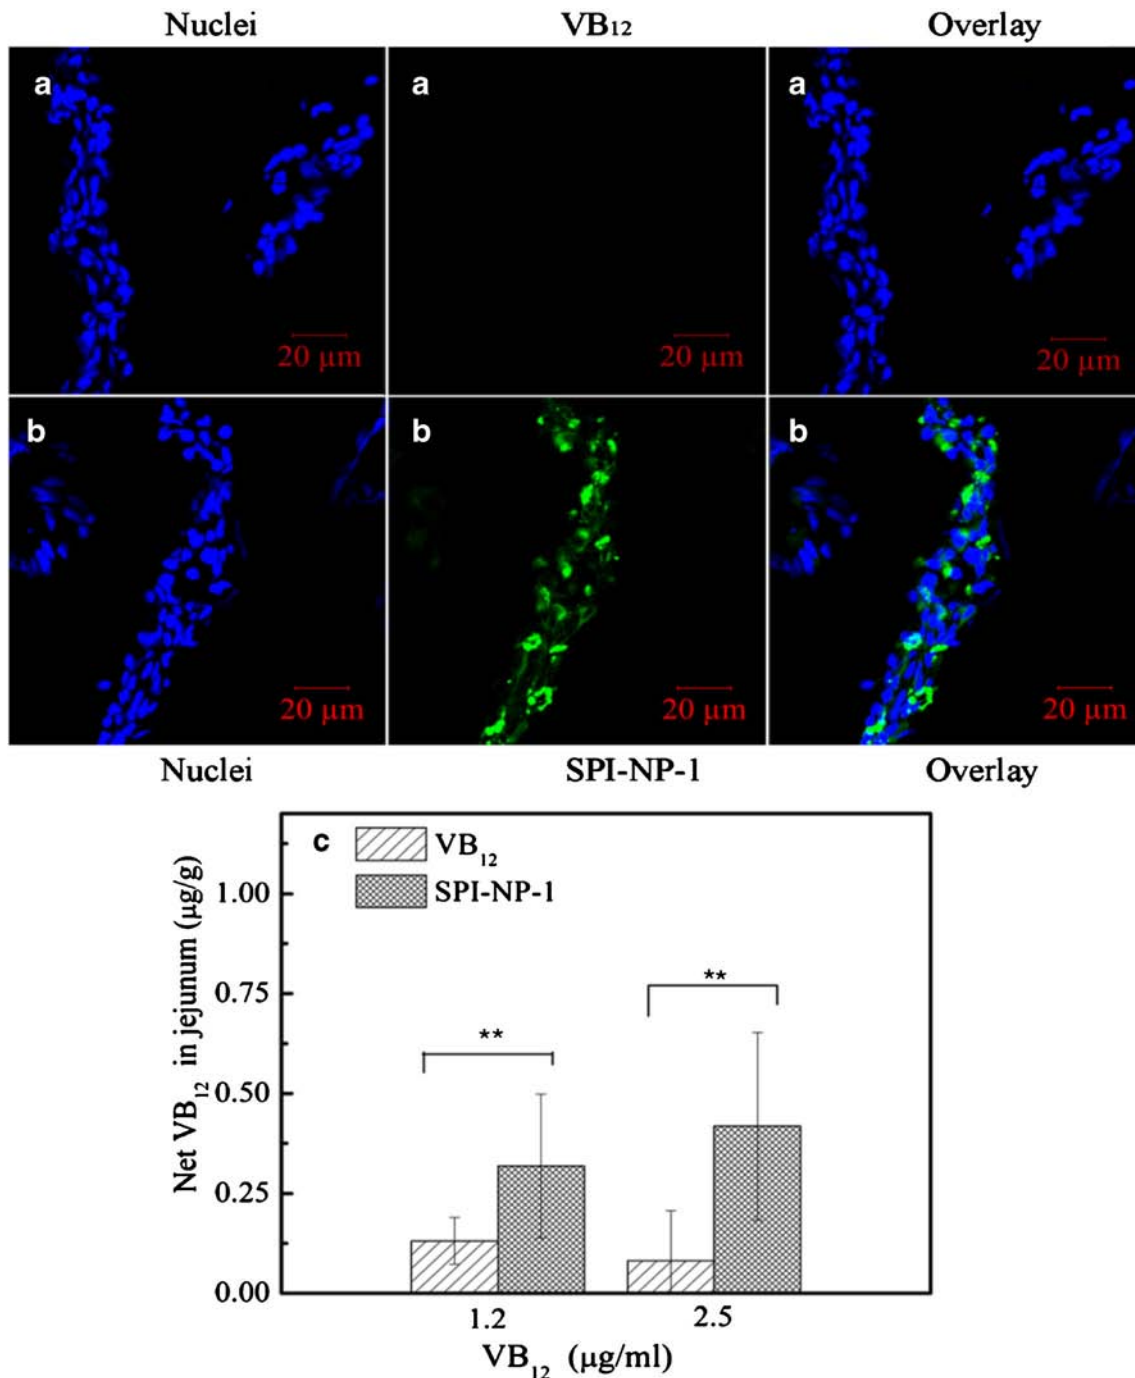 Nuclei VB12 Overlay
a a a
20 μm 20 μm 20 μm
b b b
20 μm 20 μm 20 μm
Nuclei SPI-NP-1 Overlay
c VB12
SPI-NP-1
Net VB12 in jejunum (μg/g)
1.00
0.75
**
**
0.50
0.25
0.00
1.2 2.5
VB12 (μg/ml)